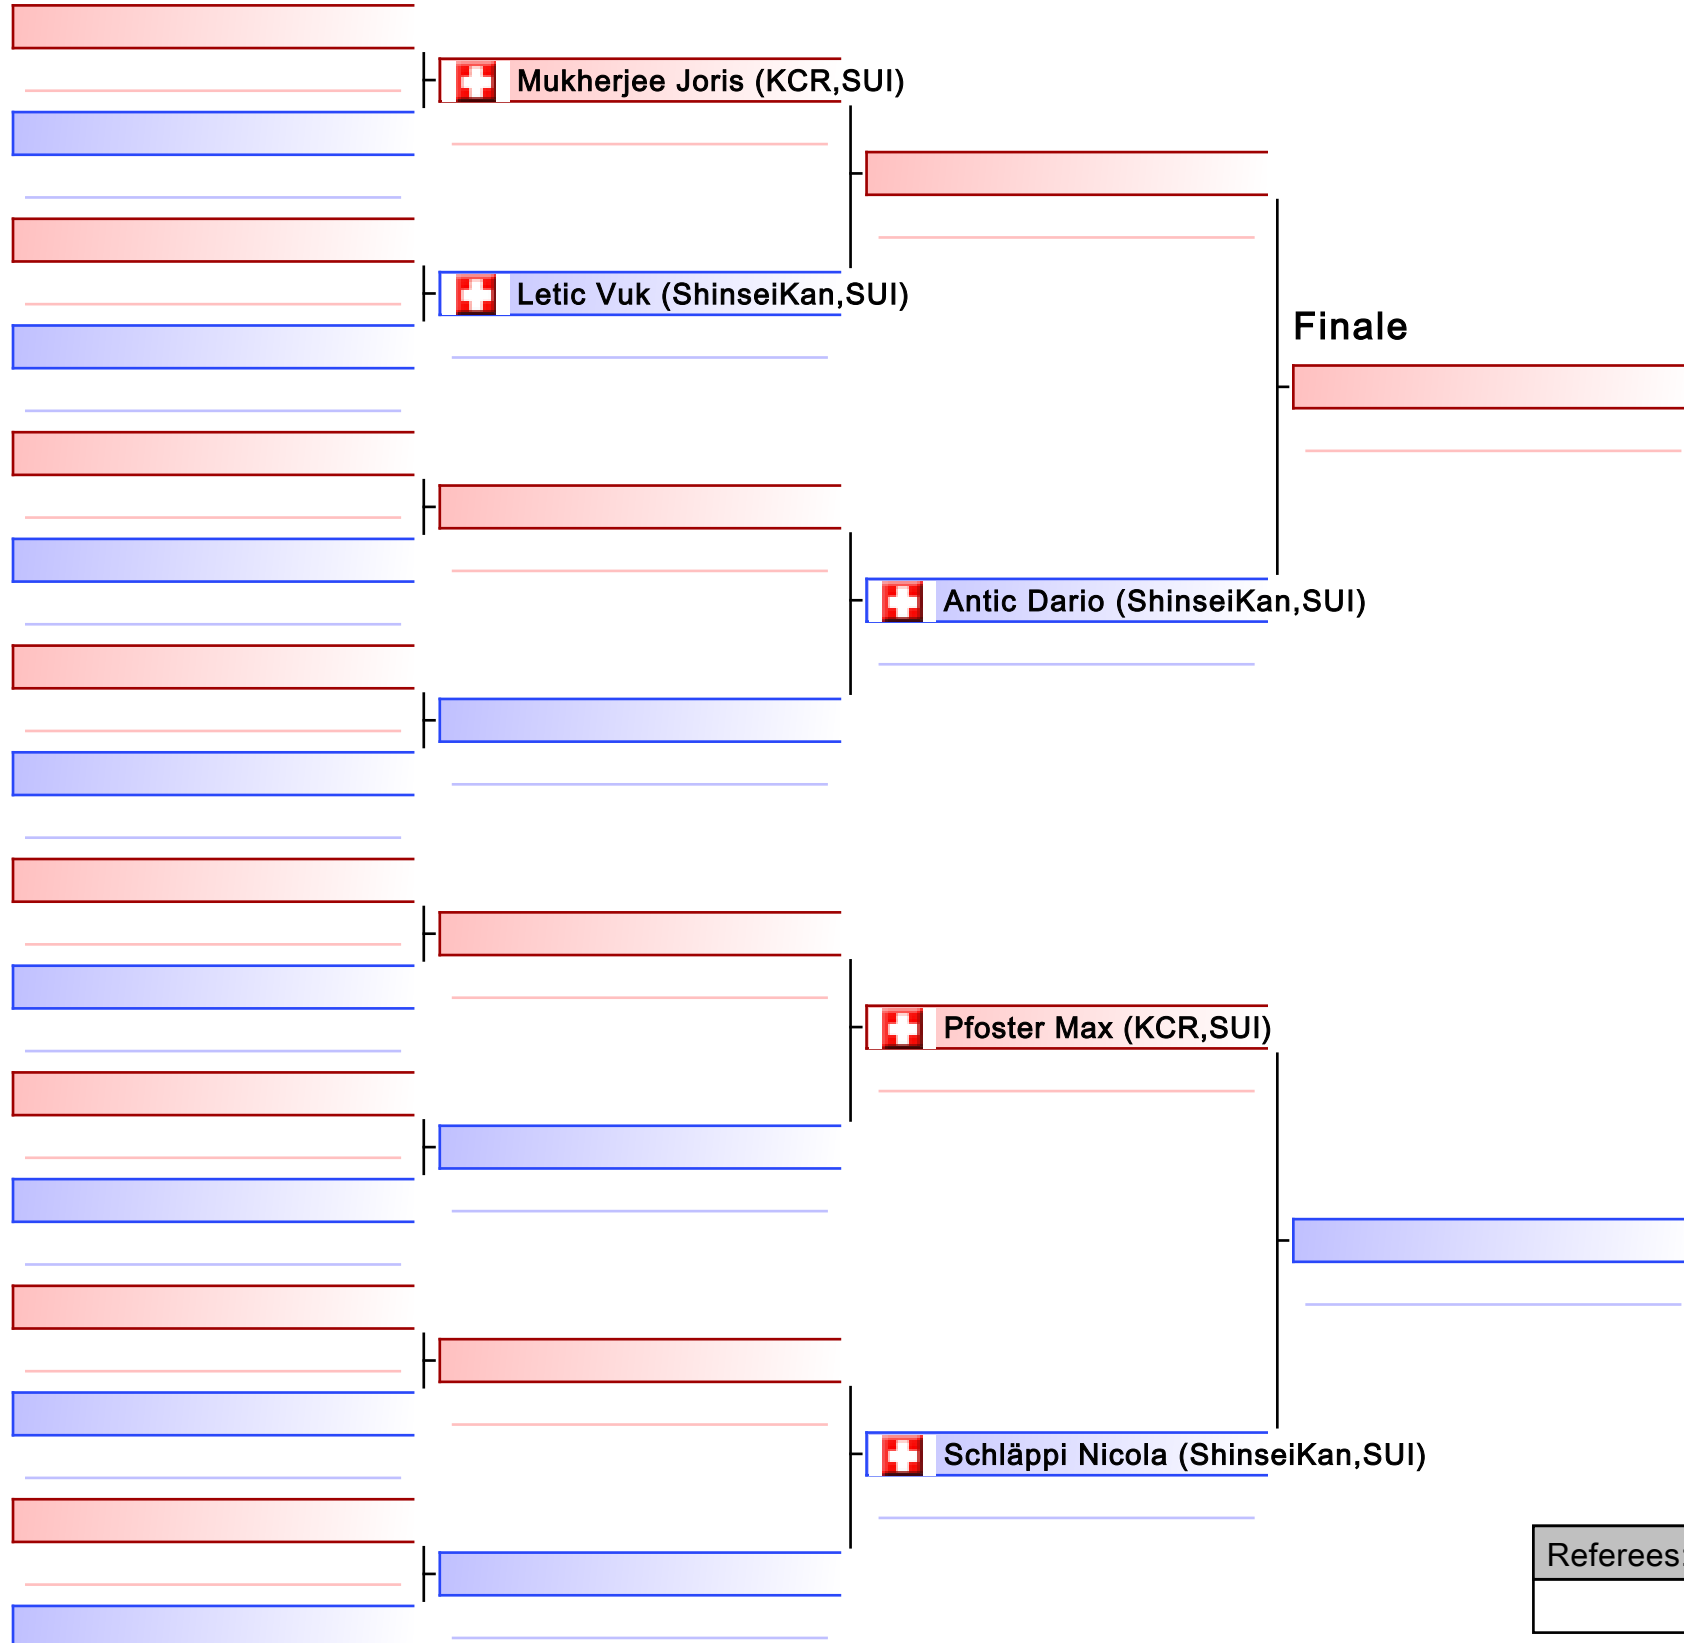 Mukherjee Joris (KCR,SUI)
Letic Vuk (ShinseiKan,SUI)
Finale
Antic Dario (ShinseiKan,SUI)
Pfoster Max (KCR,SUI)
Schläppi Nicola (ShinseiKan,SUI)
Referees: